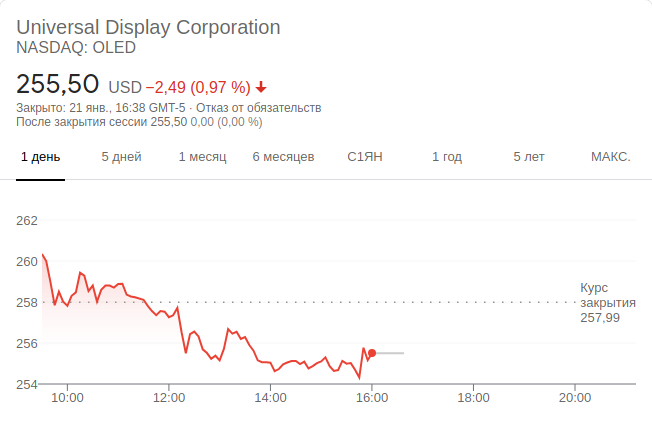 Universal Display Corporation
NASDAQ: OLED
255,50 USD −2,49 (0,97 %)
Закрыто: 21 янв., 16:38 GMT-5 · Отказ от обязательств
После закрытия сессии 255,50 0,00 (0,00 %)
1 день 5 дней 1 месяц 6 месяцев С1ЯН 1 год 5 лет МАКС.
262
260
Курс
258 закрытия
257,99
256
254
10:00 12:00 14:00 16:00 18:00 20:00